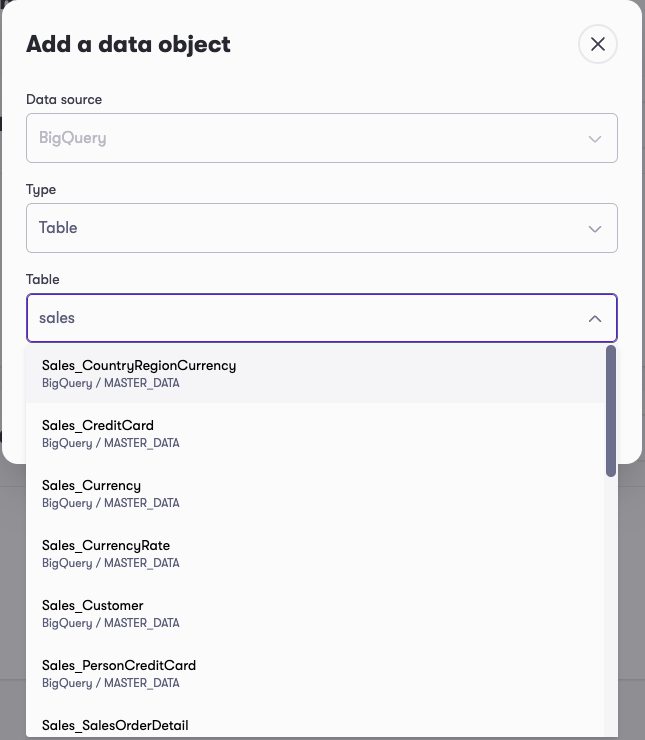 Add a data object
Data source
BigQuery
Type
Table
Table
sales
Sales_CountryRegionCurrency
BigQuery / MASTER_DATA
Sales_CreditCard
BigQuery / MASTER_DATA
Sales_Currency
BigQuery / MASTER_DATA
Sales_CurrencyRate
BigQuery / MASTER_DATA
Sales_Customer
BigQuery / MASTER_DATA
Sales_PersonCreditCard
BigQuery / MASTER_DATA
Sales_SalesOrderDetail